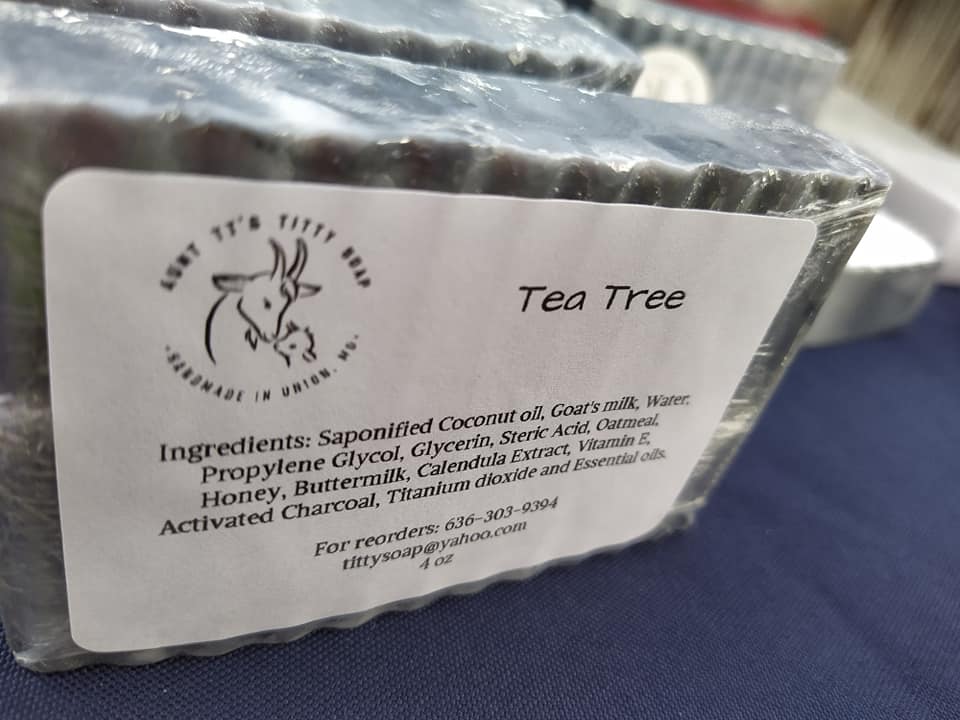 AUNT TT'S TITTY SOAP
Tea Tree
·HANDMADE IN UNION, MO·
Ingredients: Saponified Coconut oil, Goat's milk, Water,
Propylene Glycol, Glycerin, Steric Acid, Oatmeal,
Honey, Buttermilk, Calendula Extract, Vitamin E,
Activated Charcoal, Titanium dioxide and Essential oils.
For reorders: 636-303-9394
tittysoap@yahoo.com
4 oz